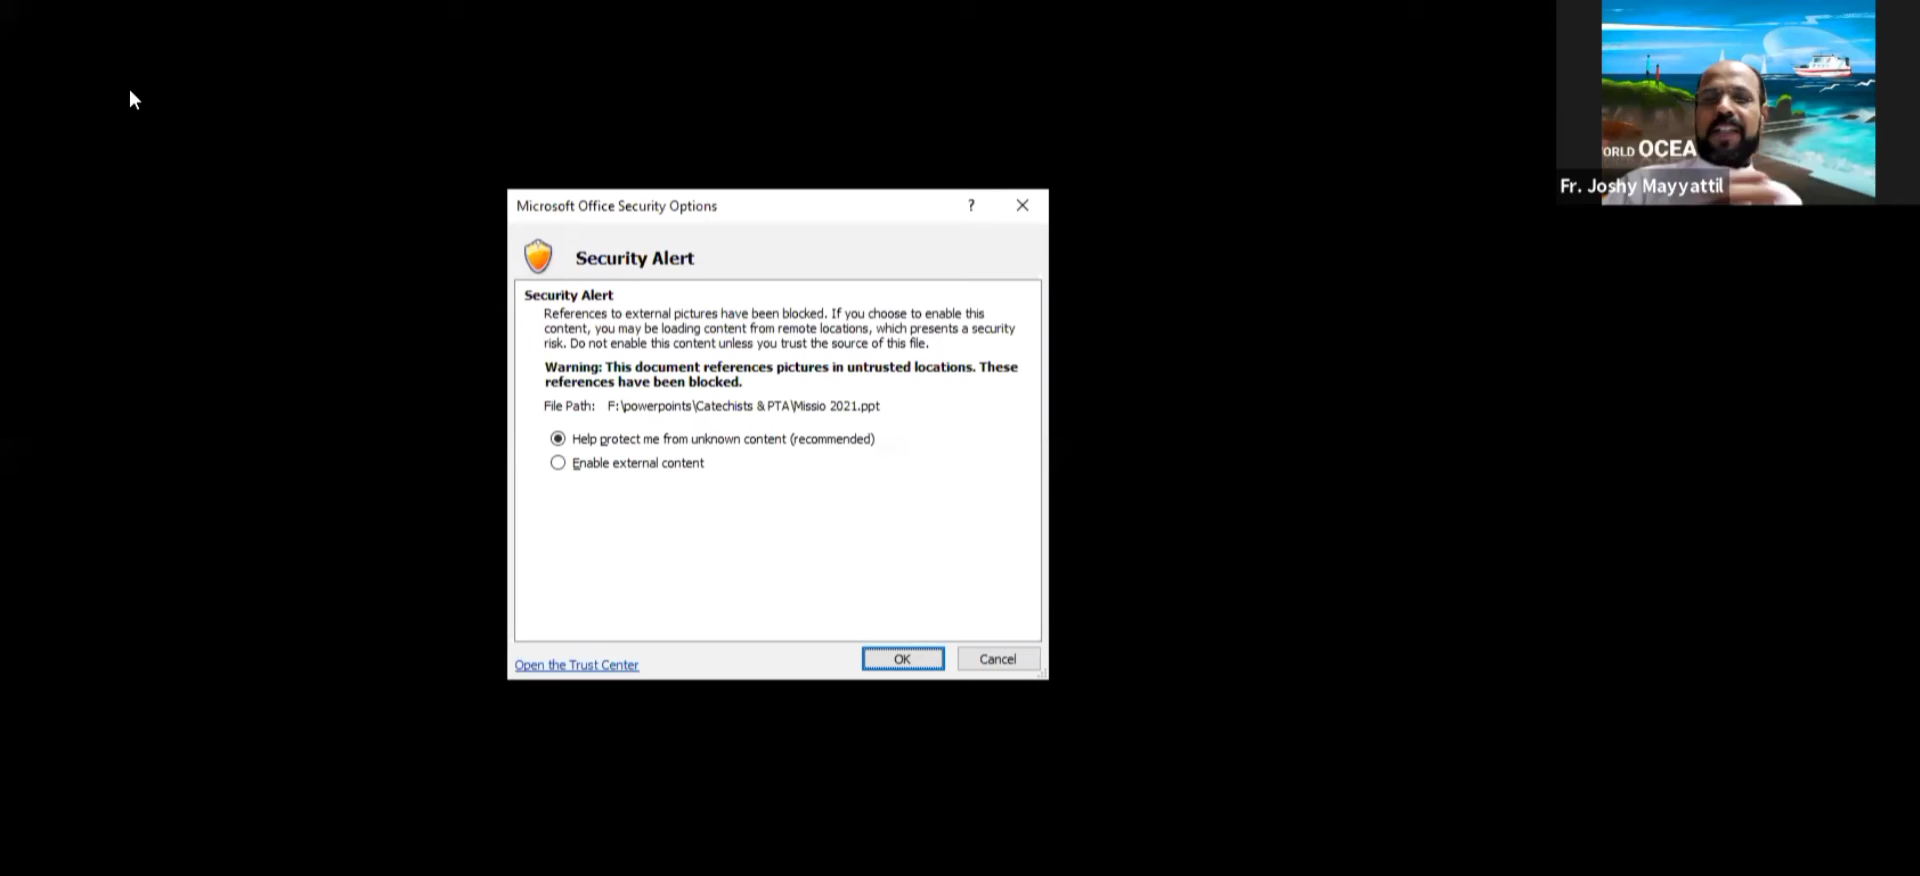 ORLD OCEA
Fr. Joshy Mayyattil
Microsoft Office Security Options
?
Security Alert
Security Alert
References to external pictures have been blocked. If you choose to enable this
content, you may be loading content from remote locations, which presents a security
risk. Do not enable this content unless you trust the source of this file.
Warning: This document references pictures in untrusted locations. These
references have been blocked.
File Path: F:\powerpoints\Catechists & PTA\Missio 2021.ppt
Help protect me from unknown content (recommended)
Enable external content
Open the Trust Center
OK
Cancel